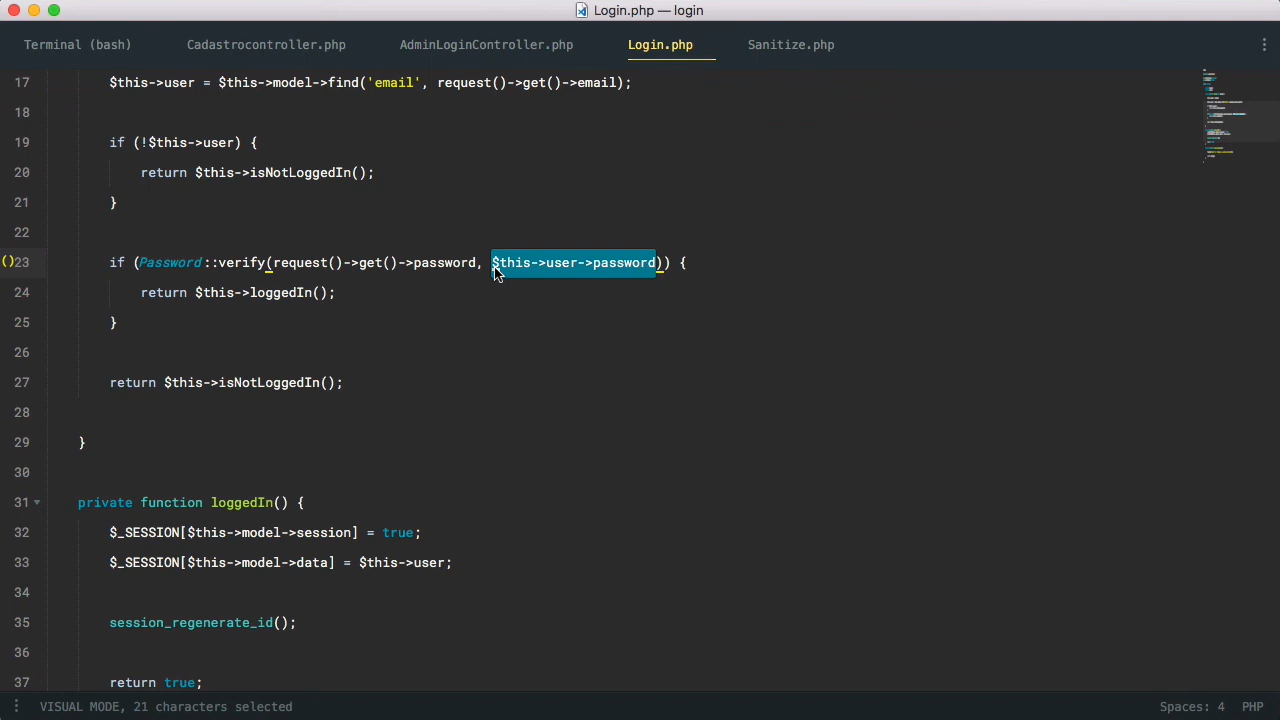 Login.php — login
Terminal (bash) Cadastrocontroller.php AdminLoginController.php Login.php Sanitize.php
17 $this->user = $this->model->find('email', request()->get()->email);
18
19 if (!$this->user) {
20 return $this->isNotLoggedIn();
21 }
22
()23 if (Password::verify(request()->get()->password, $this->user->password)) {
24 return $this->loggedIn();
25 }
26
27 return $this->isNotLoggedIn();
28
29 }
30
31 private function loggedIn() {
32 $_SESSION[$this->model->session] = true;
33 $_SESSION[$this->model->data] = $this->user;
34
35 session_regenerate_id();
36
37 return true;
VISUAL MODE, 21 characters selected Spaces: 4 PHP